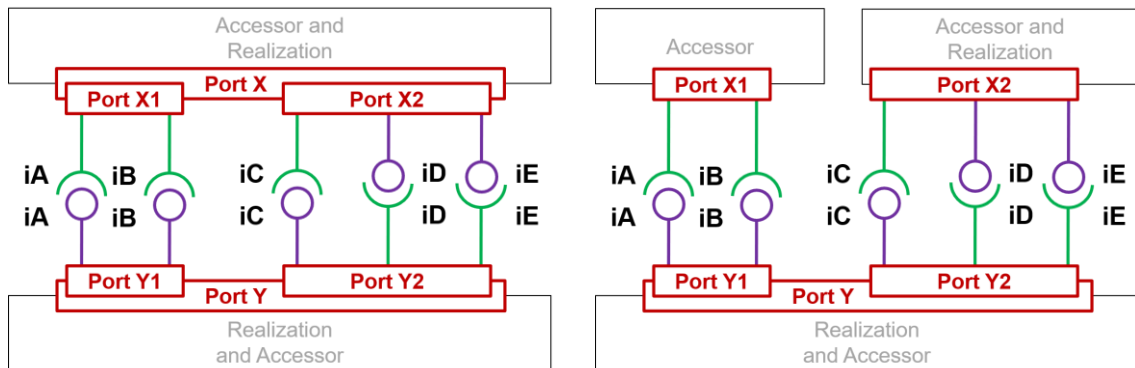 Accessor and
Realization
Port X
Port X1
Port X2
iA
iB
iC
iD
iE
iA
iB
iC
iD
iE
Port Y1
Port Y2
Port Y
Realization
and Accessor
Accessor
Accessor and
Realization
Port X1
Port X2
iA
iB
iC
iD
iE
iA
iB
iC
iD
iE
Port Y1
Port Y
Port Y2
Realization
and Accessor